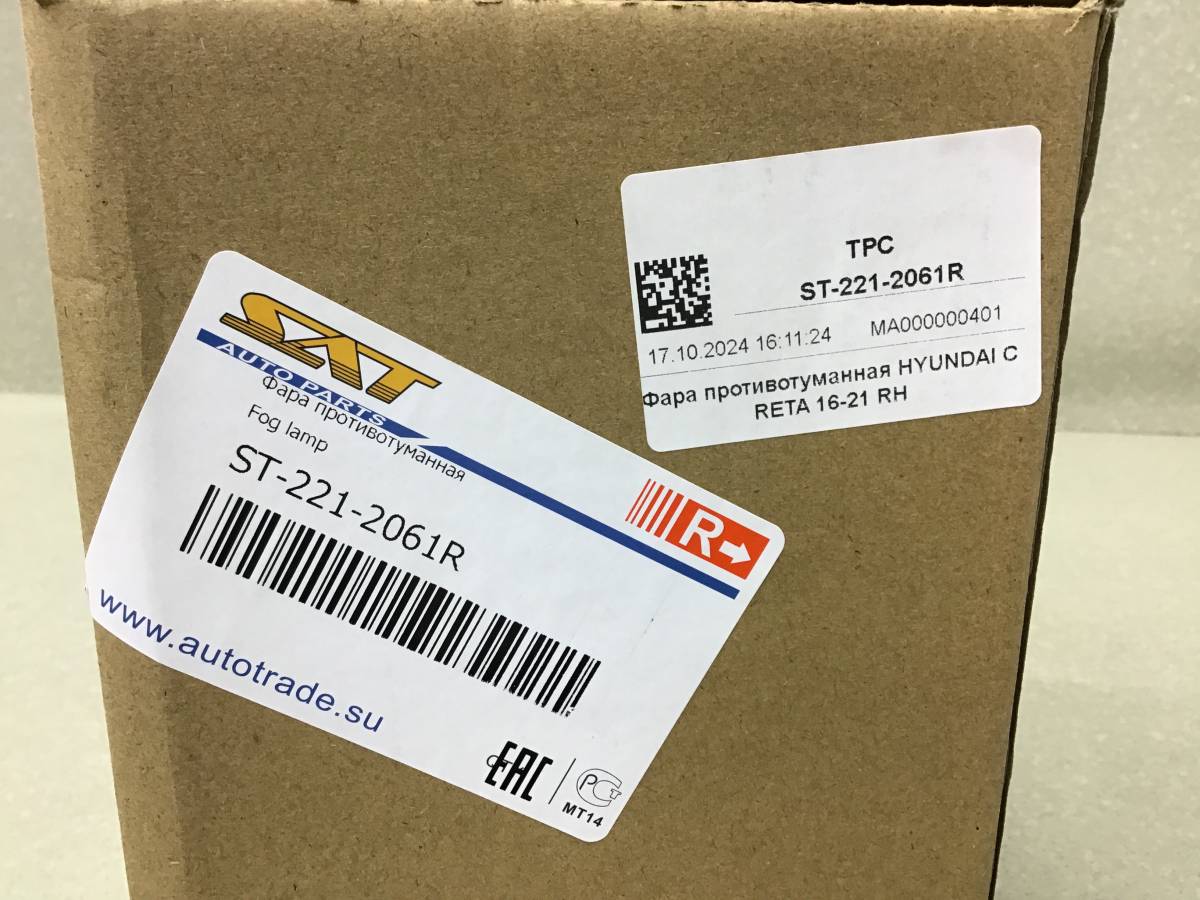 SAT
AUTO PARTS
Фара противотуманная
Fog lamp
ST-221-2061R
R
www.autotrade.su
EAC
РСТ
MT14
TPC
ST-221-2061R
17.10.2024 16:11:24 MA000000401
Фара противотуманная HYUNDAI C
RETA 16-21 RH